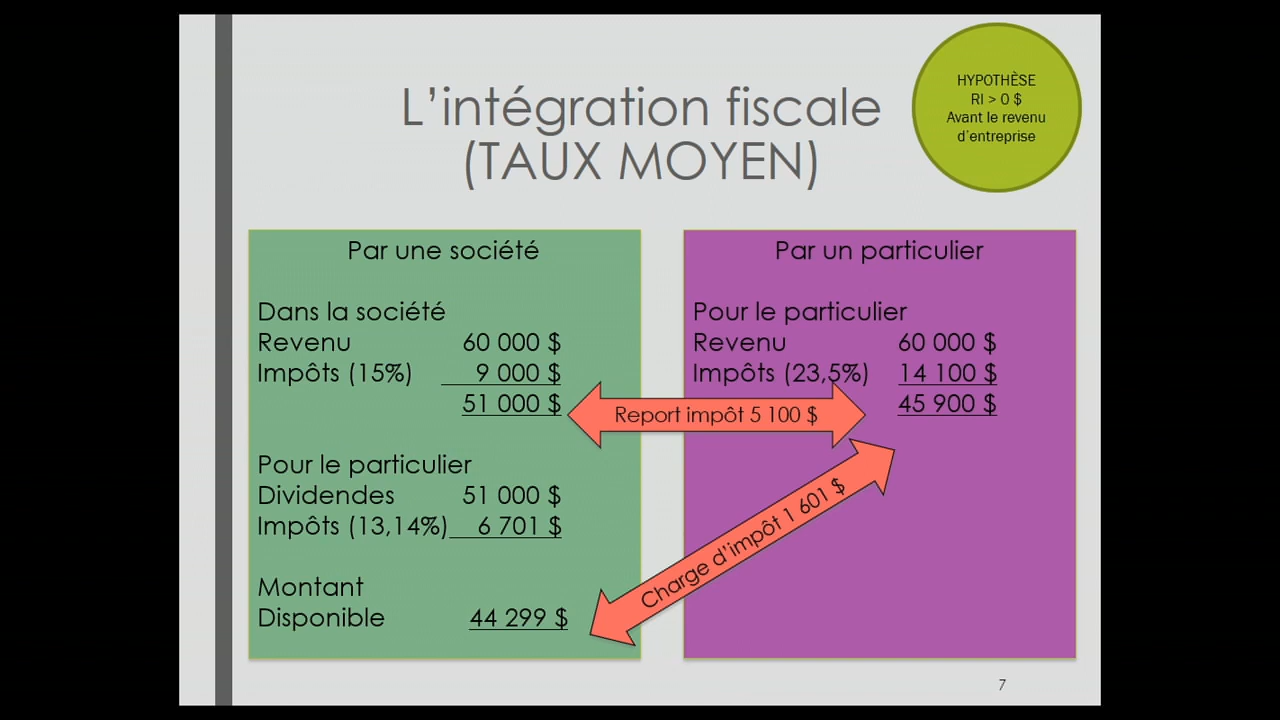 L'intégration fiscale
(TAUX MOYEN)
HYPOTHÈSE
RI > 0 $
Avant le revenu
d'entreprise
Par une société
Dans la société
Revenu 60 000 $
Impôts (15%) 9 000 $
51 000 $
Pour le particulier
Dividendes 51 000 $
Impôts (13,14%) 6 701 $
Montant
Disponible 44 299 $
Report impôt 5 100 $
Charge d'impôt 1 601 $
Par un particulier
Pour le particulier
Revenu 60 000 $
Impôts (23,5%) 14 100 $
45 900 $
7